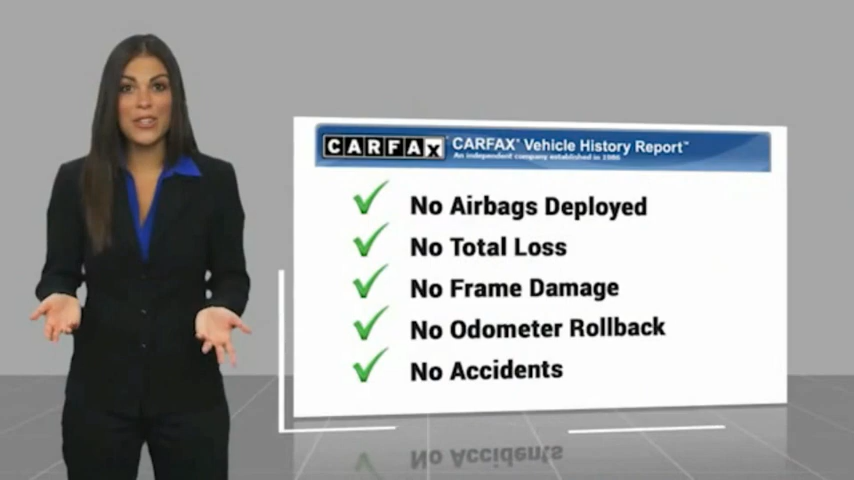 CARFAX CARFAX® Vehicle History Report™
An independent company established in 1986
No Airbags Deployed
No Total Loss
No Frame Damage
No Odometer Rollback
No Accidents
No Accidents